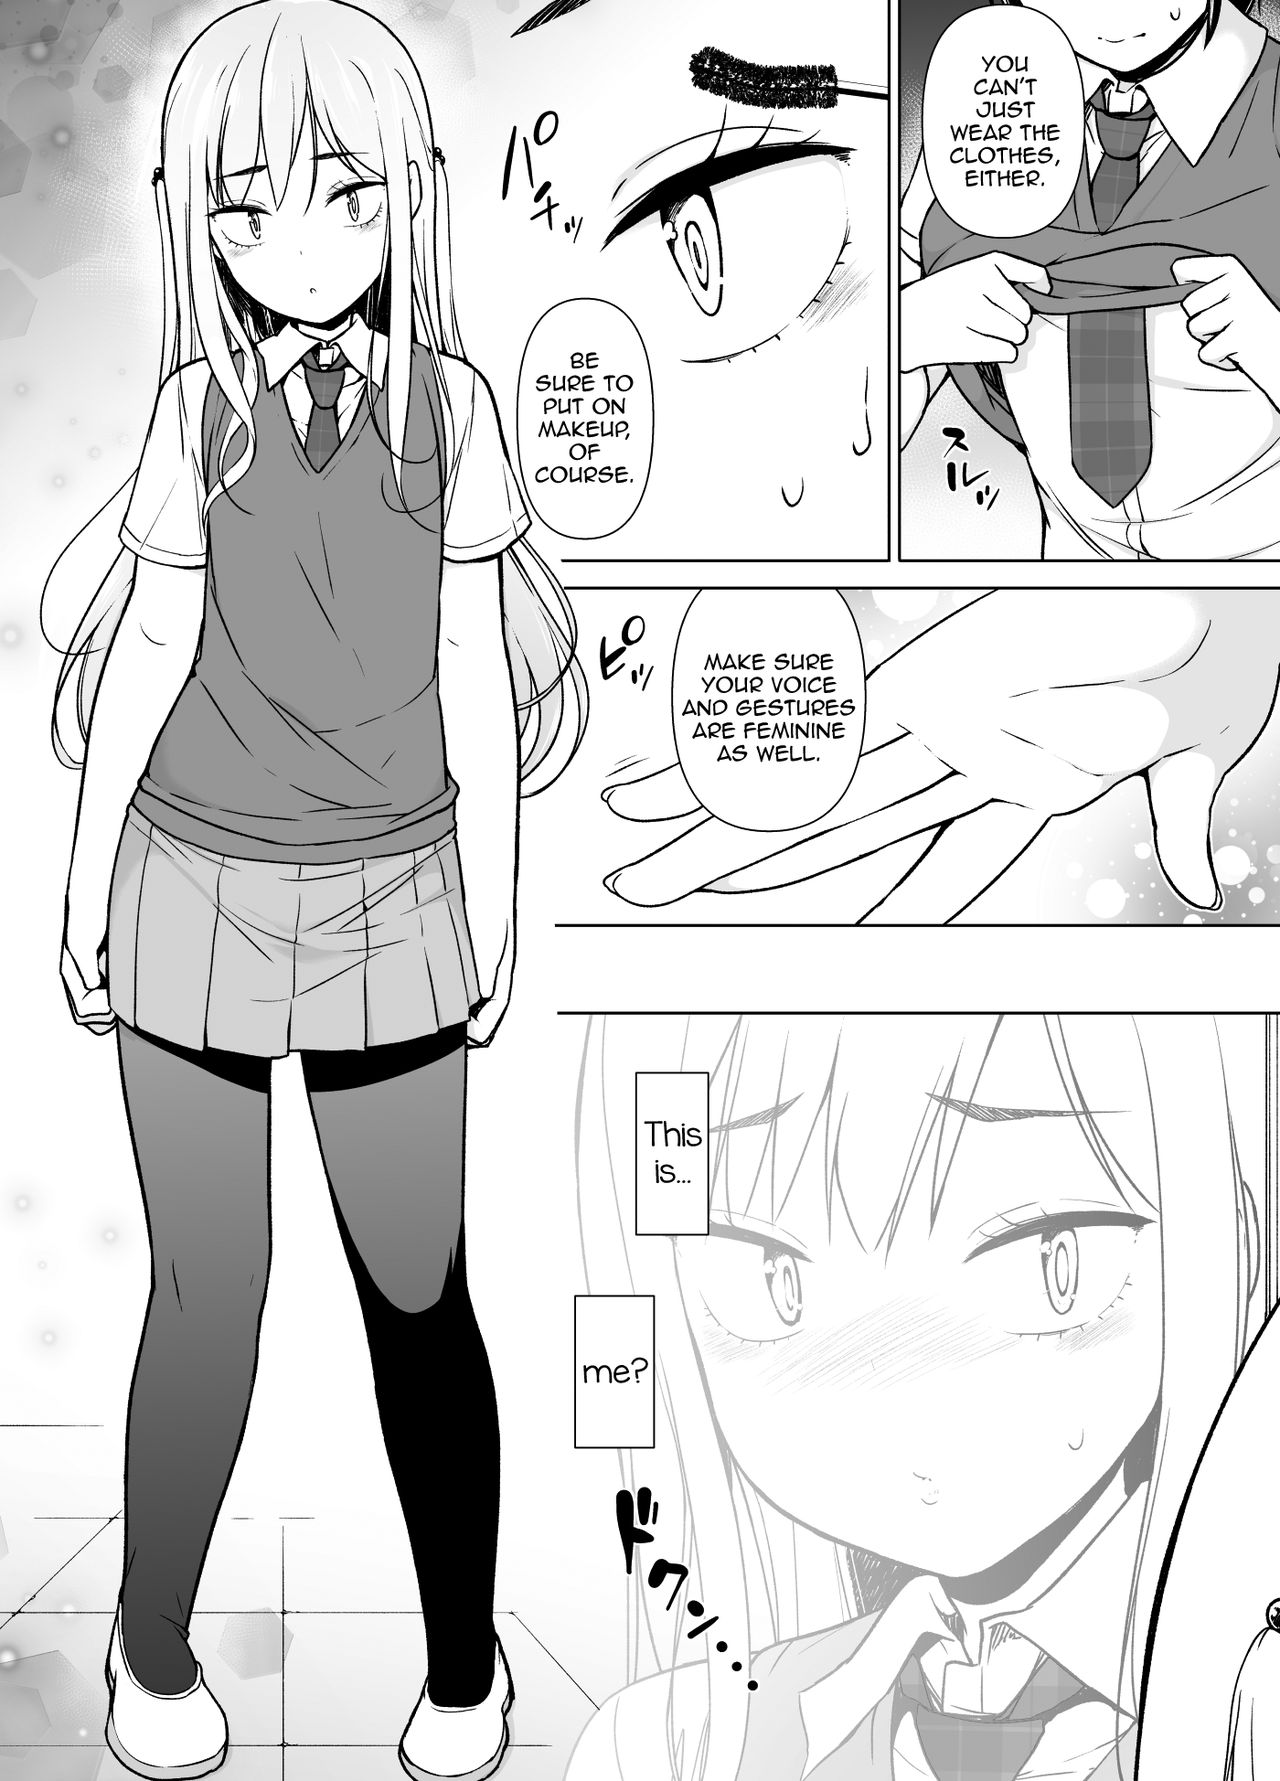 YOU
CAN'T
JUST
WEAR THE
CLOTHES,
EITHER.
スルッ
パチッ
BE
SURE TO
PUT ON
MAKEUP,
OF
COURSE.
MAKE SURE
YOUR VOICE
AND GESTURES
ARE FEMININE
AS WELL.
ピッ
This
is...
me?
ドクン・・・・